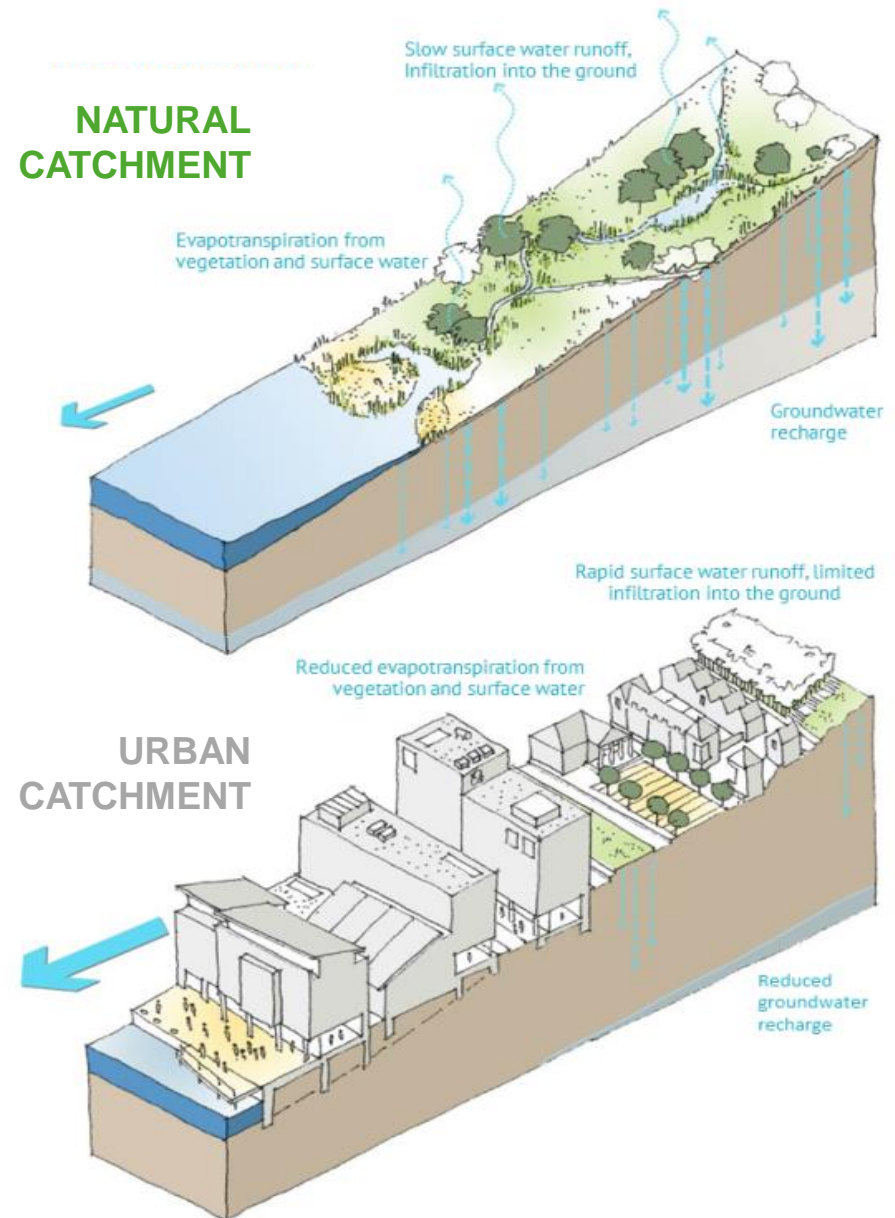 Slow surface water runoff,
Infiltration into the ground
NATURAL
CATCHMENT
Evapotranspiration from
vegetation and surface water
Groundwater
recharge
Rapid surface water runoff, limited
infiltration into the ground
Reduced evapotranspiration from
vegetation and surface water
URBAN
CATCHMENT
Reduced
groundwater
recharge